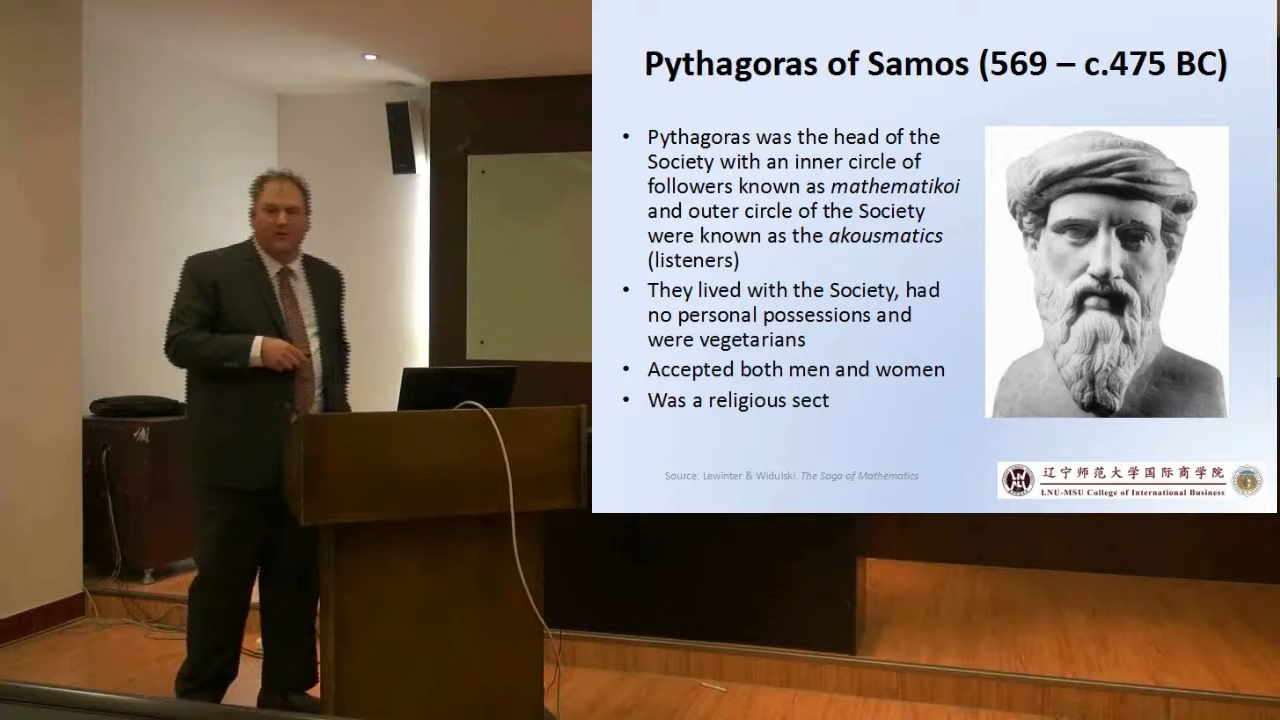 Pythagoras of Samos (569 – c.475 BC)
• Pythagoras was the head of the
Society with an inner circle of
followers known as mathematikoi
and outer circle of the Society
were known as the akousmatics
(listeners)
• They lived with the Society, had
no personal possessions and
were vegetarians
• Accepted both men and women
• Was a religious sect
Source: Lewinter & Widulski. The Saga of Mathematics
辽宁师范大学国际商学院
LNU-MSU College of International Business